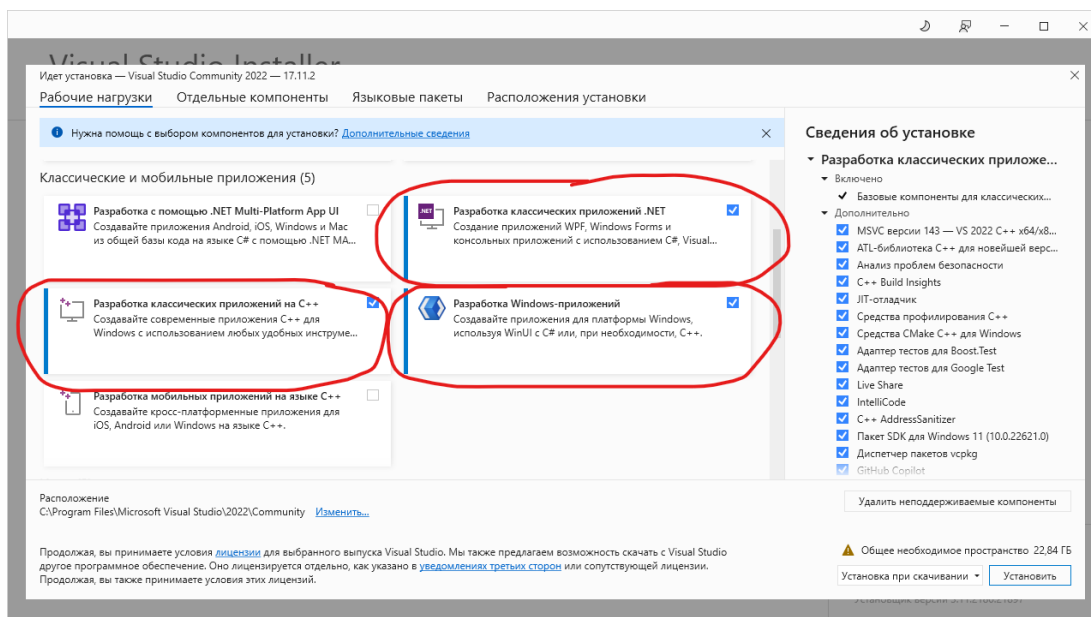 Visual Studio Installer
Идет установка — Visual Studio Community 2022 — 17.11.2
Рабочие нагрузки Отдельные компоненты Языковые пакеты Расположения установки
Нужна помощь с выбором компонентов для установки? Дополнительные сведения
Классические и мобильные приложения (5)
Разработка с помощью .NET Multi-Platform App UI
Создавайте приложения Android, iOS, Windows и Mac
из общей базы кода на языке C# с помощью .NET MA...
.NET
Разработка классических приложений .NET
Создание приложений WPF, Windows Forms и
консольных приложений с использованием C#, Visual...
Разработка классических приложений на C++
Создавайте современные приложения C++ для
Windows с использованием любых удобных инструме...
Разработка Windows-приложений
Создавайте приложения для платформы Windows,
используя WinUI с C# или, при необходимости, C++.
Разработка мобильных приложений на языке C++
Создавайте кросс-платформенные приложения для
iOS, Android или Windows на языке C++.
Сведения об установке
Разработка классических приложе...
Включено
Базовые компоненты для классических...
Дополнительно
MSVC версии 143 — VS 2022 C++ x64/x8...
ATL-библиотека C++ для новейшей верс...
Анализ проблем безопасности
C++ Build Insights
JIT-отладчик
Средства профилирования C++
Средства CMake C++ для Windows
Адаптер тестов для Boost.Test
Адаптер тестов для Google Test
Live Share
IntelliCode
C++ AddressSanitizer
Пакет SDK для Windows 11 (10.0.22621.0)
Диспетчер пакетов vcpkg
GitHub Copilot
Расположение
C:\Program Files\Microsoft Visual Studio\2022\Community Изменить...
Удалить неподдерживаемые компоненты
Продолжая, вы принимаете условия лицензии для выбранного выпуска Visual Studio. Мы также предлагаем возможность скачать с Visual Studio
другое программное обеспечение. Оно лицензируется отдельно, как указано в уведомлениях третьих сторон или сопутствующей лицензии.
Продолжая, вы также принимаете условия этих лицензий.
Общее необходимое пространство 22,84 ГБ
Установка при скачивании Установить